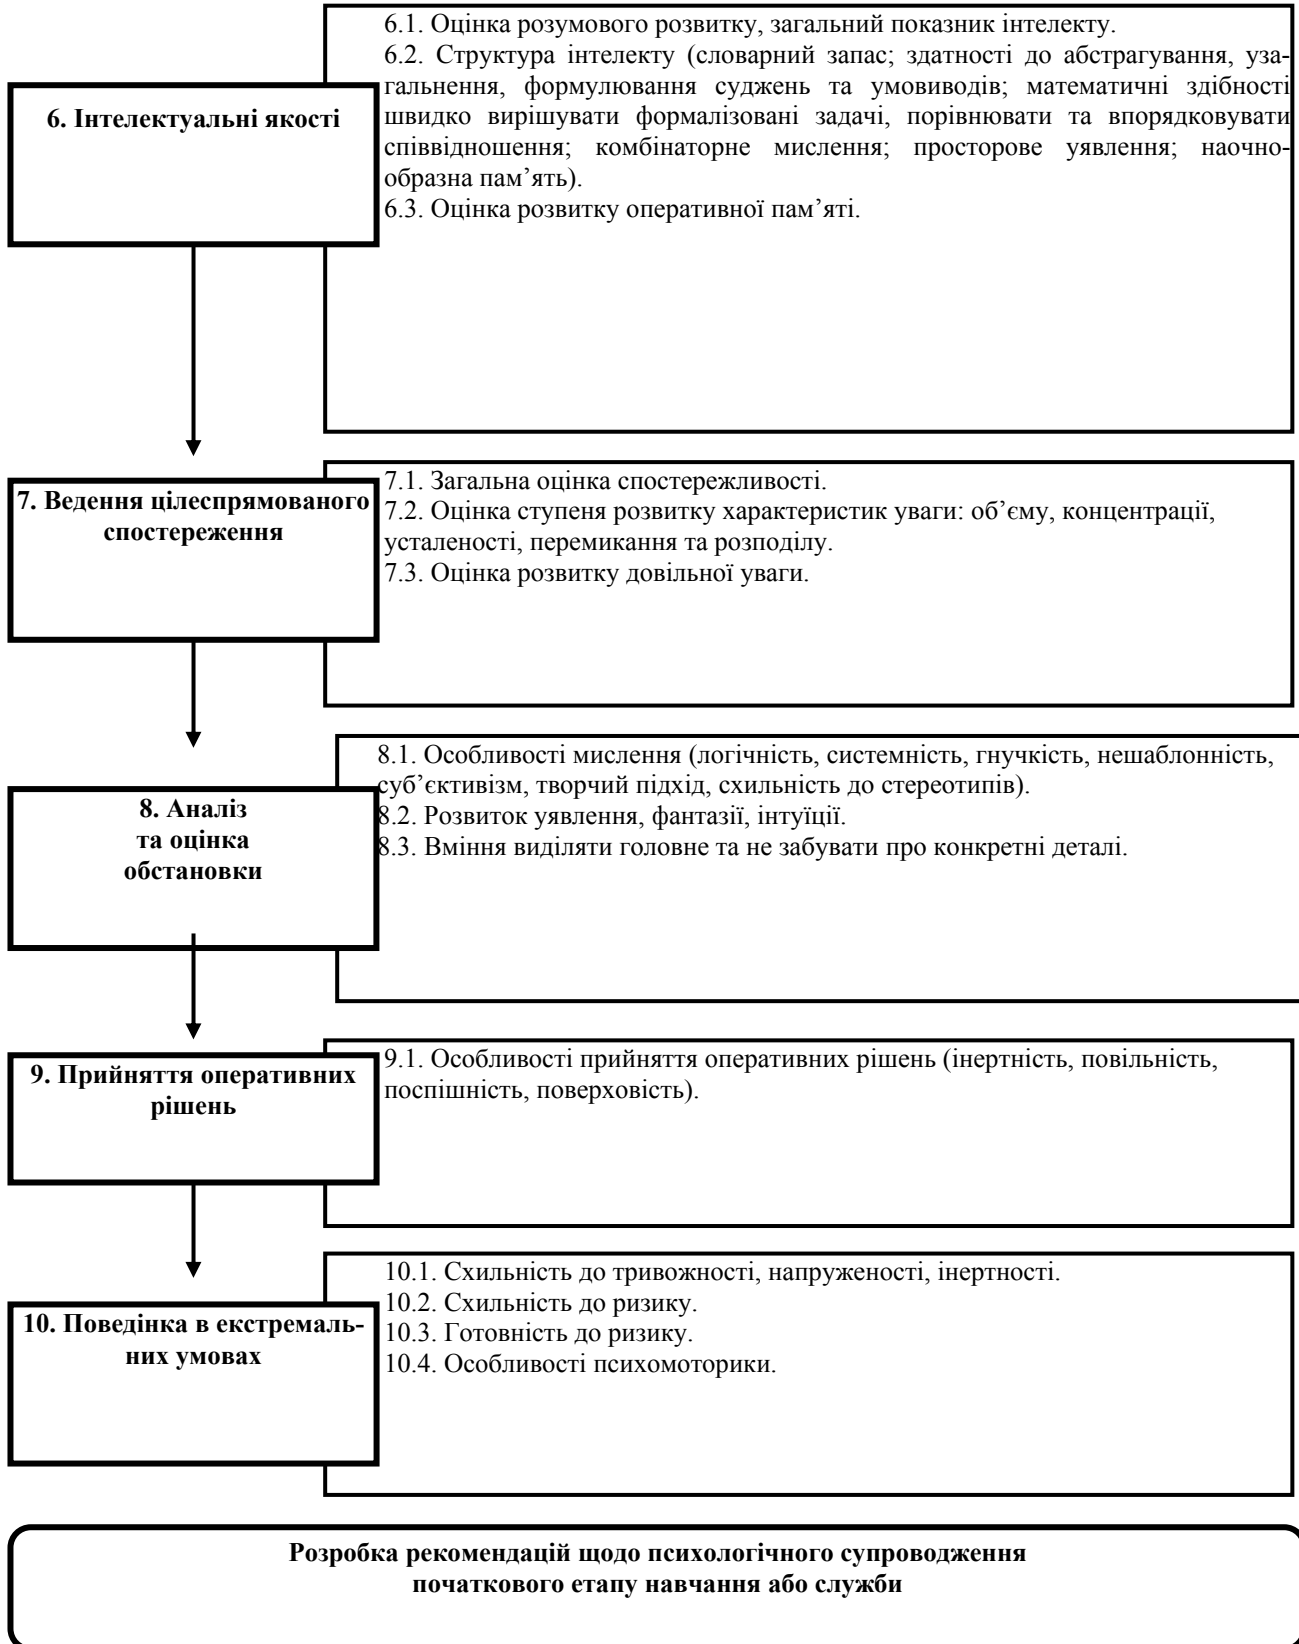 6. Інтелектуальні якості
6.1. Оцінка розумового розвитку, загальний показник інтелекту.
6.2. Структура інтелекту (словарний запас; здатності до абстрагування, уза-
гальнення, формулювання суджень та умовиводів; математичні здібності
швидко вирішувати формалізовані задачі, порівнювати та впорядковувати
співвідношення; комбінаторне мислення; просторове уявлення; наочно-
образна пам’ять).
6.3. Оцінка розвитку оперативної пам’яті.
7. Ведення цілеспрямованого
спостереження
7.1. Загальна оцінка спостережливості.
7.2. Оцінка ступеня розвитку характеристик уваги: об’єму, концентрації,
усталеності, перемикання та розподілу.
7.3. Оцінка розвитку довільної уваги.
8. Аналіз
та оцінка
обстановки
8.1. Особливості мислення (логічність, системність, гнучкість, нешаблонність,
суб’єктивізм, творчий підхід, схильність до стереотипів).
8.2. Розвиток уявлення, фантазії, інтуїції.
8.3. Вміння виділяти головне та не забувати про конкретні деталі.
9. Прийняття оперативних
рішень
9.1. Особливості прийняття оперативних рішень (інертність, повільність,
поспішність, поверховість).
10. Поведінка в екстремаль-
них умовах
10.1. Схильність до тривожності, напруженості, інертності.
10.2. Схильність до ризику.
10.3. Готовність до ризику.
10.4. Особливості психомоторики.
Розробка рекомендацій щодо психологічного супроводження
початкового етапу навчання або служби